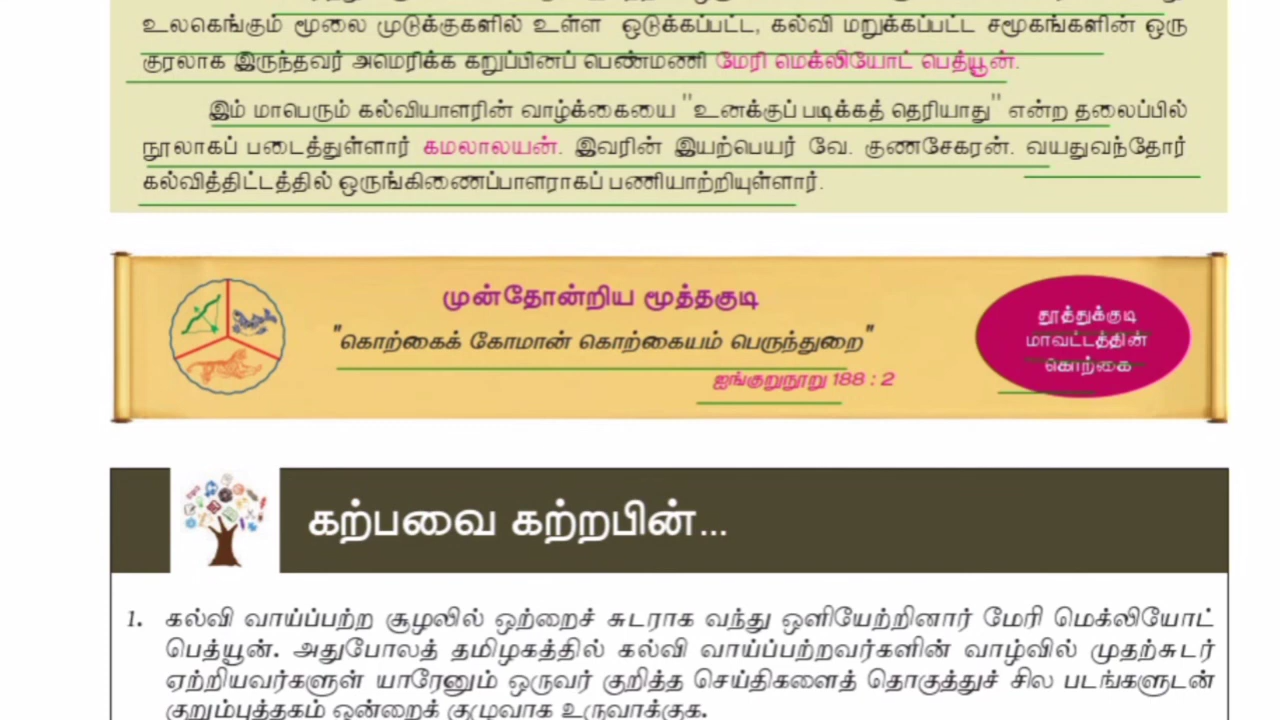 உலகெங்கும் மூலை முடுக்குகளில் உள்ள ஒடுக்கப்பட்ட, கல்வி மறுக்கப்பட்ட சமூகங்களின் ஒரு
குரலாக இருந்தவர் அமெரிக்க கறுப்பினப் பெண்மணி மேரி மெக்லியோட் பெத்யூன்.
இம் மாபெரும் கல்வியாளரின் வாழ்க்கையை "உனக்குப் படிக்கத் தெரியாது" என்ற தலைப்பில்
நூலாகப் படைத்துள்ளார் கமலாலயன். இவரின் இயற்பெயர் வே. குணசேகரன். வயதுவந்தோர்
கல்வித்திட்டத்தில் ஒருங்கிணைப்பாளராகப் பணியாற்றியுள்ளார்.
முன்தோன்றிய மூத்தகுடி
"கொற்கைக் கோமான் கொற்கையம் பெருந்துறை"
ஐங்குறுநூறு 188 : 2
தூத்துக்குடி
மாவட்டத்தின்
கொற்கை
கற்பவை கற்றபின்...
1. கல்வி வாய்ப்பற்ற சூழலில் ஒற்றைச் சுடராக வந்து ஒளியேற்றினார் மேரி மெக்லியோட்
பெத்யூன். அதுபோலத் தமிழகத்தில் கல்வி வாய்ப்பற்றவர்களின் வாழ்வில் முதற்சுடர்
ஏற்றியவர்களுள் யாரேனும் ஒருவர் குறித்த செய்திகளைத் தொகுத்துச் சில படங்களுடன்
குறும்புத்தகம் ஒன்றைக் குழுவாக உருவாக்குக.